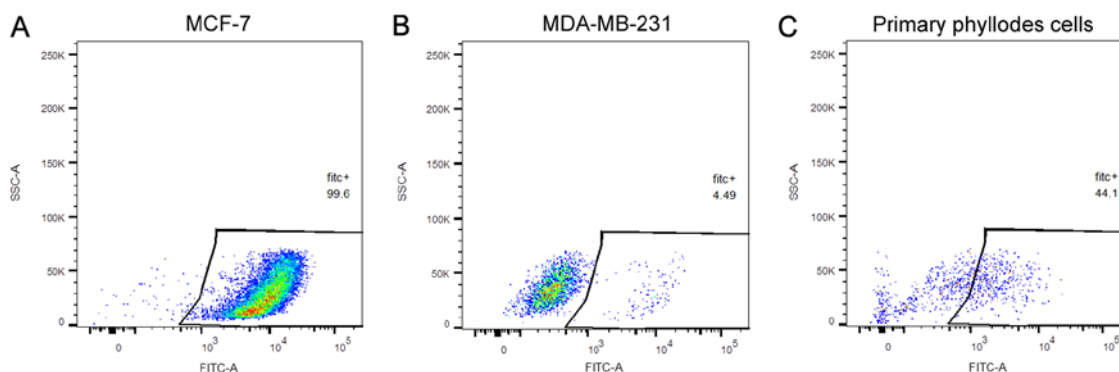 A
MCF-7
250K
200K
150K
100K
50K
0
SSC-A
fitc+
99.6
0
10^3
10^4
10^5
FITC-A
B
MDA-MB-231
250K
200K
150K
100K
50K
0
SSC-A
fitc+
4.49
0
10^3
10^4
10^5
FITC-A
C
Primary phyllodes cells
250K
200K
150K
100K
50K
0
SSC-A
fitc+
44.1
0
10^3
10^4
10^5
FITC-A